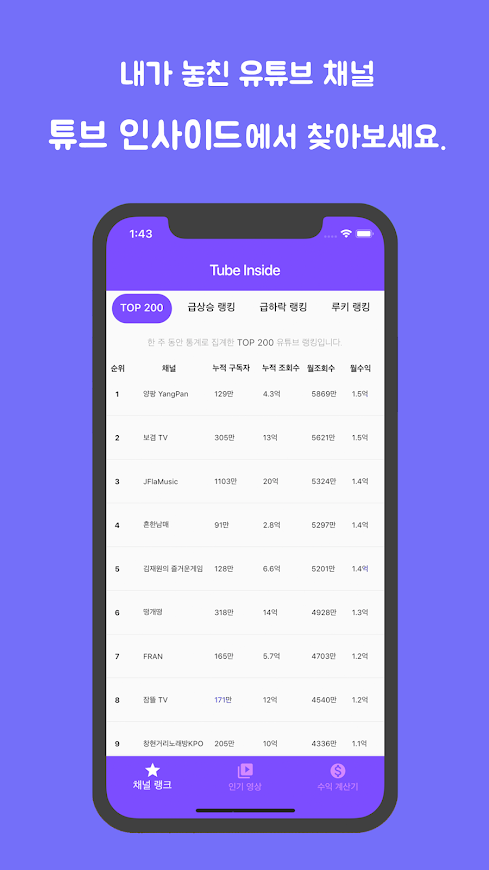 내가 놓친 유튜브 채널
튜브 인사이드에서 찾아보세요.
1:43
Tube Inside
TOP 200 급상승 랭킹 급하락 랭킹 루키 랭킹
한 주 동안 통계로 집계한 TOP 200 유튜브 랭킹입니다.
순위 채널 누적 구독자 누적 조회수 월조회수 월수익
1 양팡 YangPan 129만 4.3억 5869만 1.5억
2 보겸 TV 305만 13억 5621만 1.5억
3 JFlaMusic 1103만 20억 5324만 1.4억
4 흔한남매 91만 2.8억 5297만 1.4억
5 김재원의 즐거운게임 128만 6.6억 5201만 1.4억
6 떵개떵 318만 14억 4928만 1.3억
7 FRAN 165만 5.7억 4703만 1.2억
8 잠뜰 TV 171만 12억 4540만 1.2억
9 창현거리노래방KPO 205만 10억 4336만 1.1억
채널 랭크 인기 영상 수익 계산기